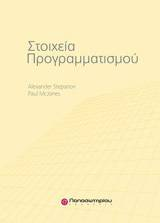 Στοιχεία
Προγραμματισμού
Alexander Stepanov
Paul McJones
Παπασωτηρίου